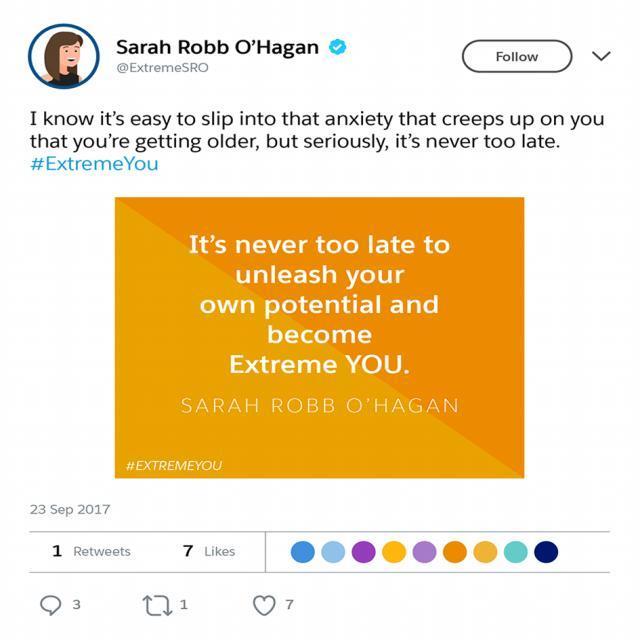 Sarah Robb O'Hagan
@ExtremeSRO
Follow
I know it's easy to slip into that anxiety that creeps up on you
that you're getting older, but seriously, it's never too late.
#ExtremeYou
It's never too late to
unleash your
own potential and
become
Extreme YOU.
SARAH ROBB O'HAGAN
#EXTREMEYOU
23 Sep 2017
1 Retweets 7 Likes
3 1 7